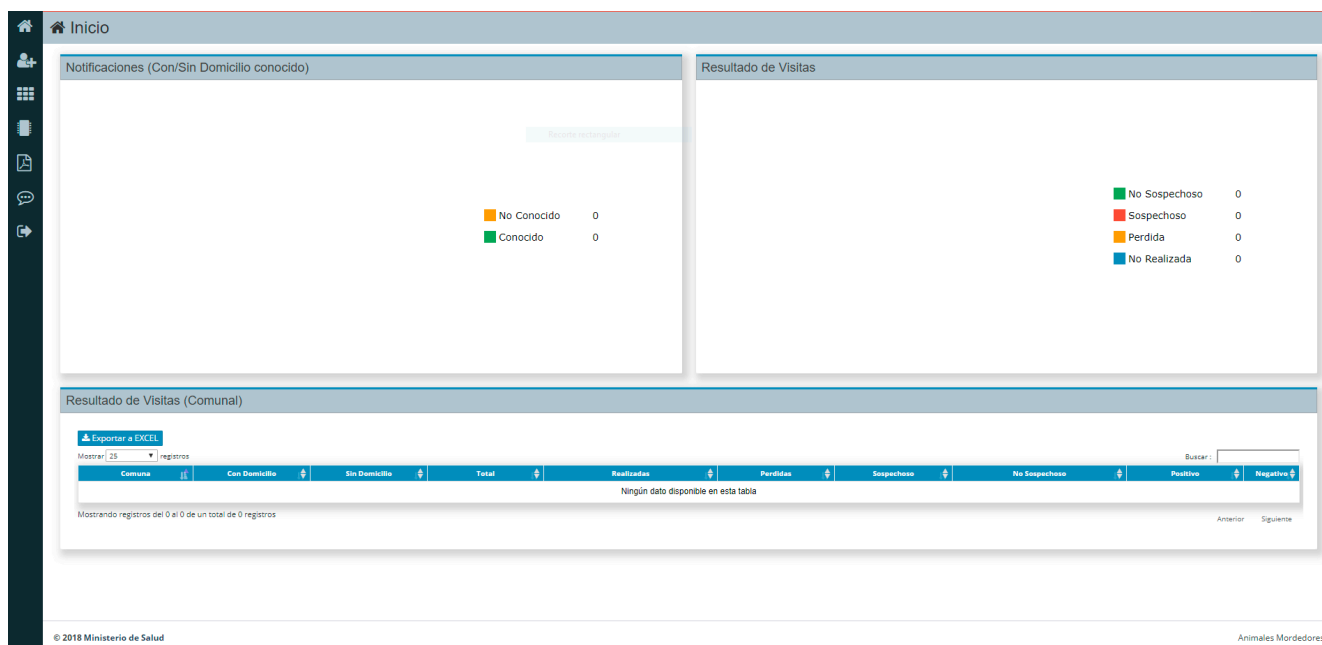 Inicio
Notificaciones (Con/Sin Domicilio conocido)
Recorte rectangular
No Conocido 0
Conocido 0
Resultado de Visitas
No Sospechoso 0
Sospechoso 0
Perdida 0
No Realizada 0
Resultado de Visitas (Comunal)
Exportar a EXCEL
Mostrar 25 registros
Buscar :
Comuna Con Domicilio Sin Domicilio Total Realizadas Perdidas Sospechoso No Sospechoso Positivo Negativo
Ningún dato disponible en esta tabla
Mostrando registros del 0 al 0 de un total de 0 registros
Anterior Siguiente
© 2018 Ministerio de Salud
Animales Mordedores